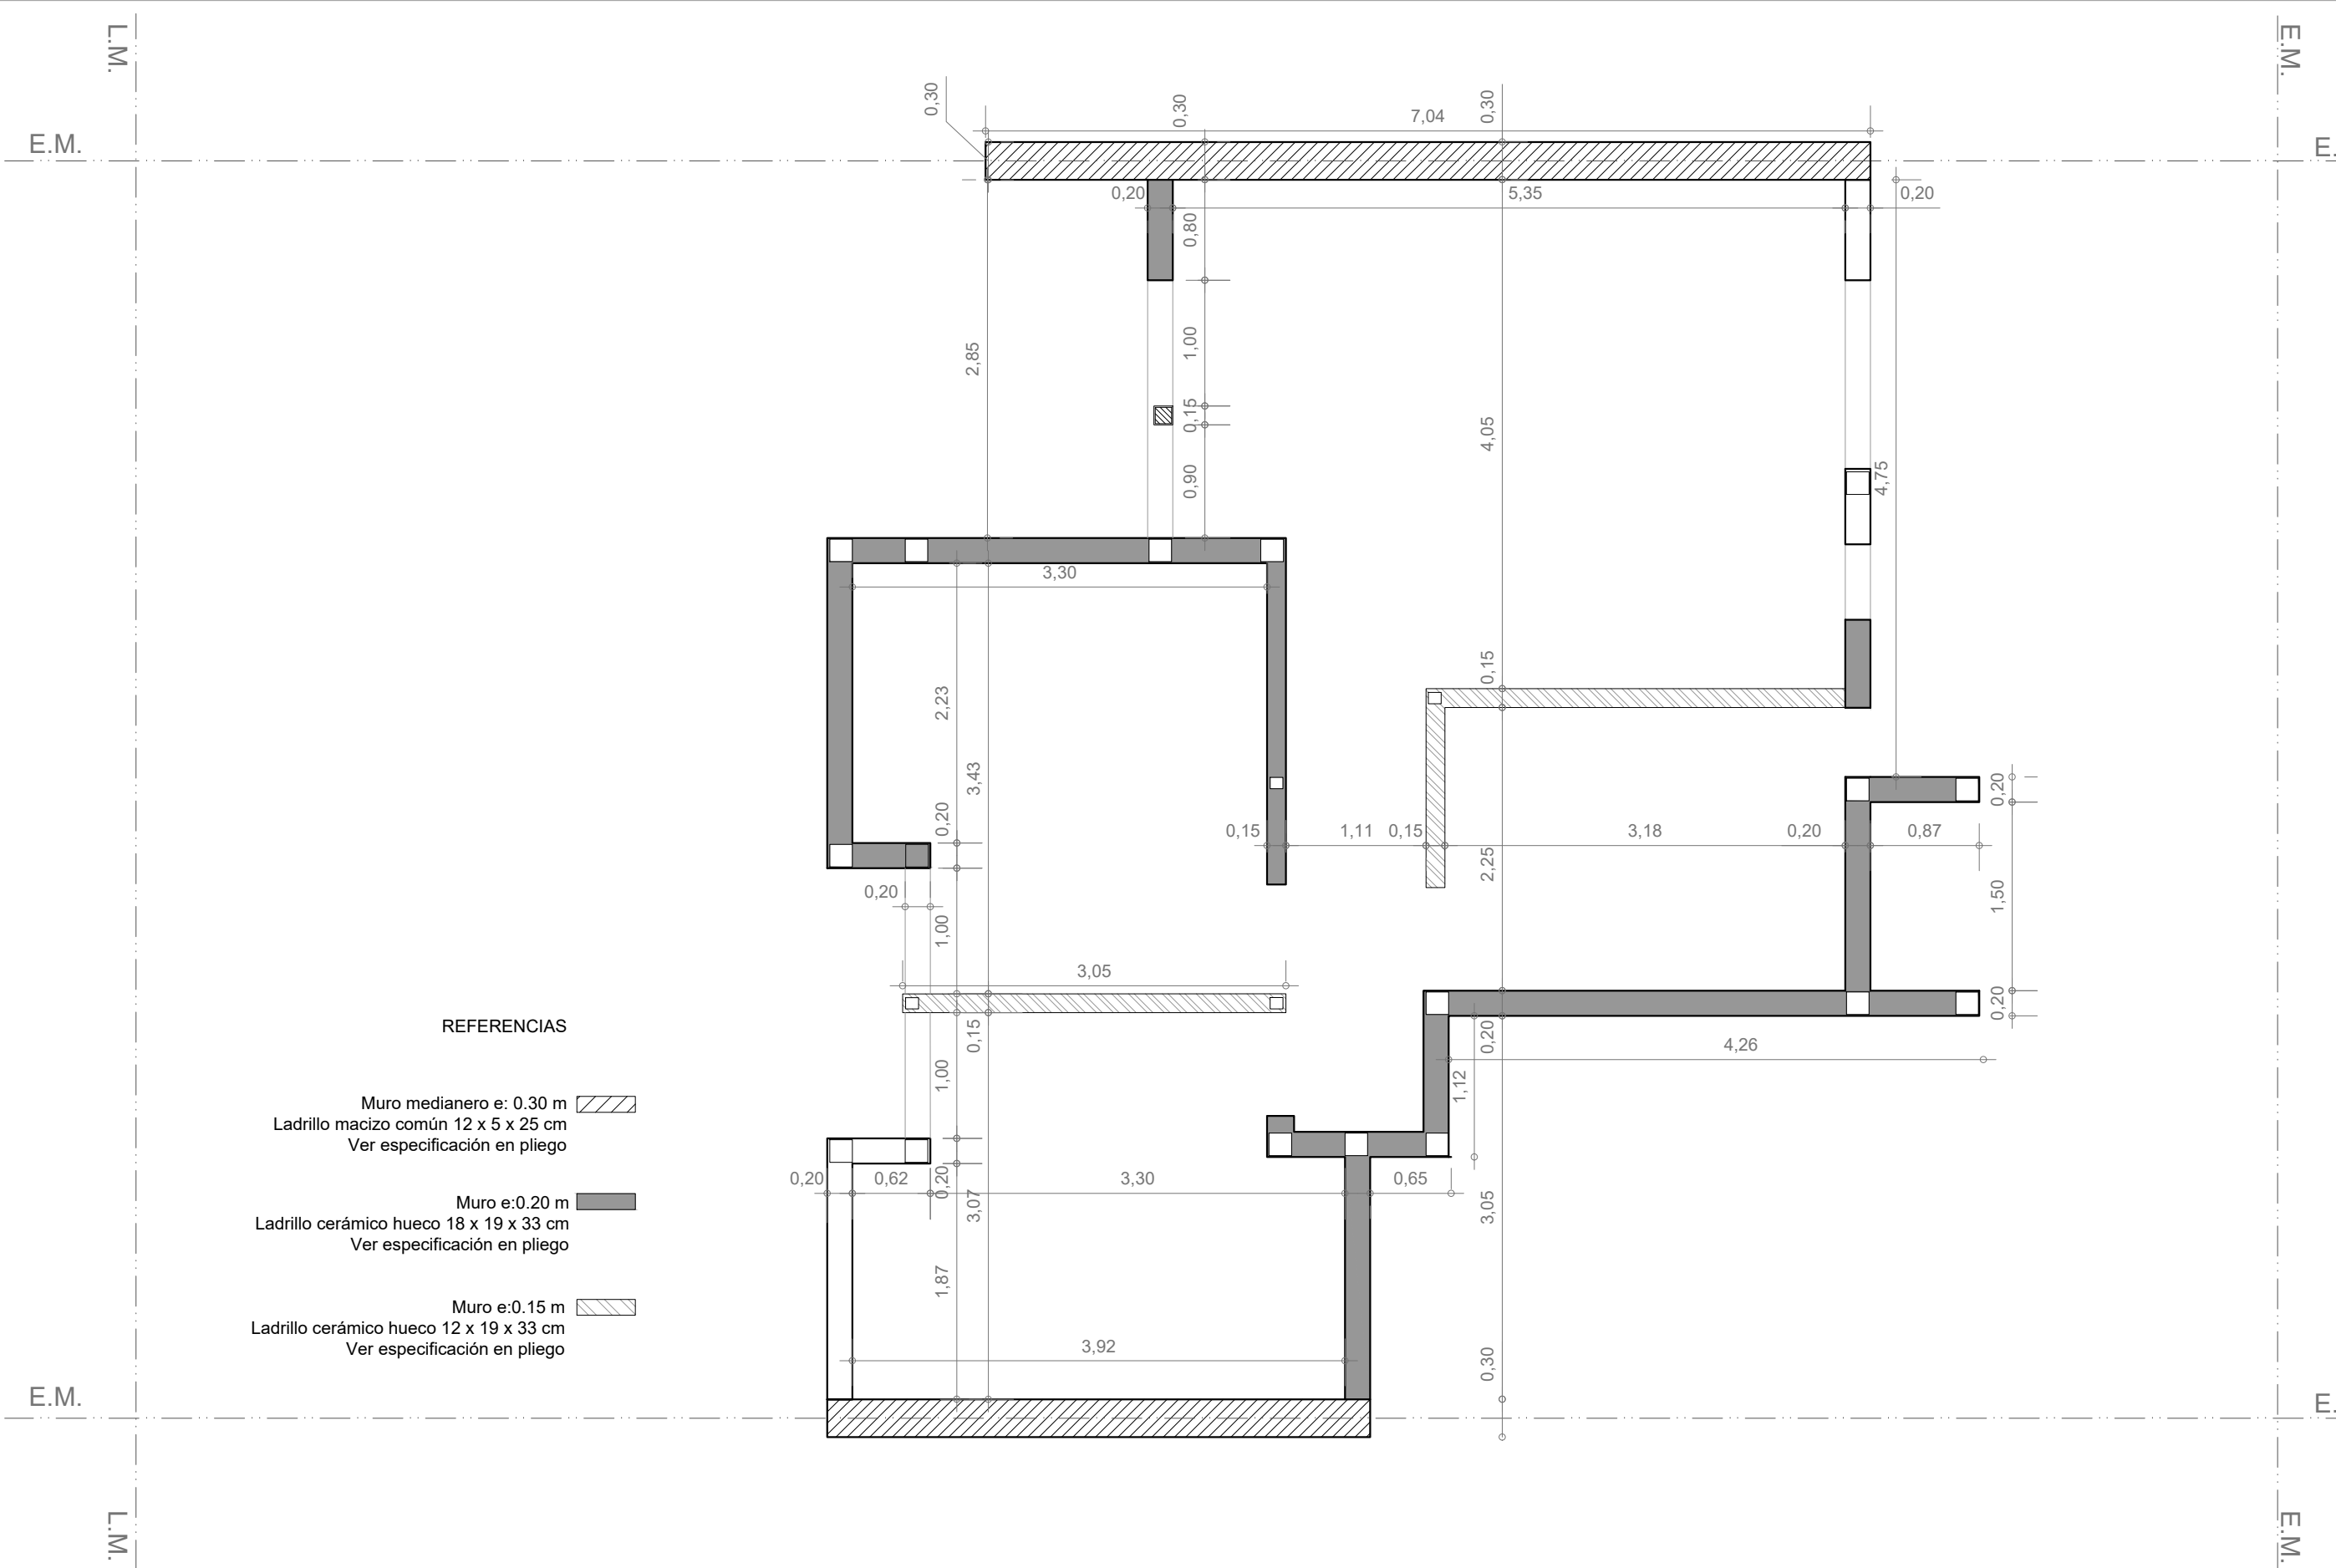 L.M.
E.M.
E.M.
E.
0,30
0,30
7,04
0,30
0,20
5,35
0,20
0,80
2,85
1,00
0,15
4,05
0,90
4,75
3,30
2,23
0,15
3,43
0,20
0,20
0,15
1,11
0,15
3,18
0,20
0,87
2,25
0,20
1,50
1,00
3,05
0,20
0,15
0,20
4,26
1,00
1,12
0,20
0,62
0,20
3,30
0,65
3,07
3,05
1,87
3,92
0,30
REFERENCIAS
Muro medianero e: 0.30 m
Ladrillo macizo común 12 x 5 x 25 cm
Ver especificación en pliego
Muro e:0.20 m
Ladrillo cerámico hueco 18 x 19 x 33 cm
Ver especificación en pliego
Muro e:0.15 m
Ladrillo cerámico hueco 12 x 19 x 33 cm
Ver especificación en pliego
E.M.
E.
L.M.
E.M.